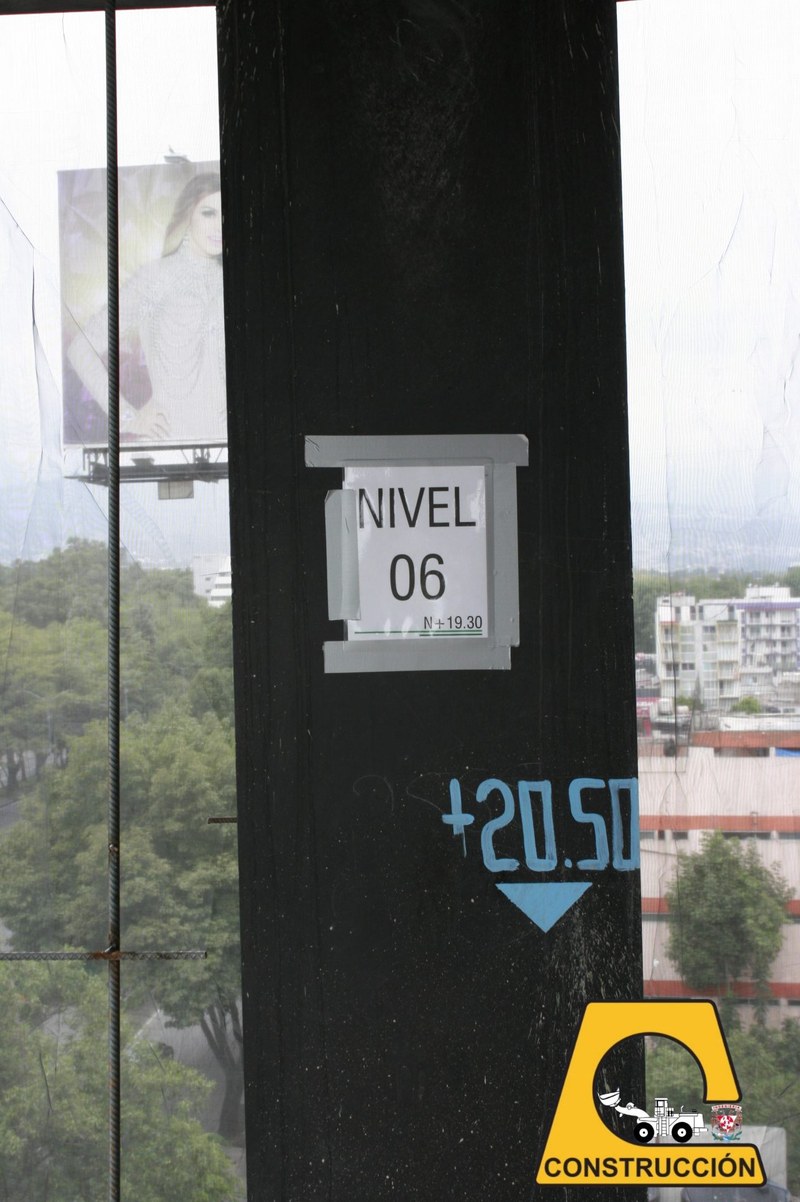 NIVEL
06
N+19.30
+20.50
CONSTRUCCIÓN